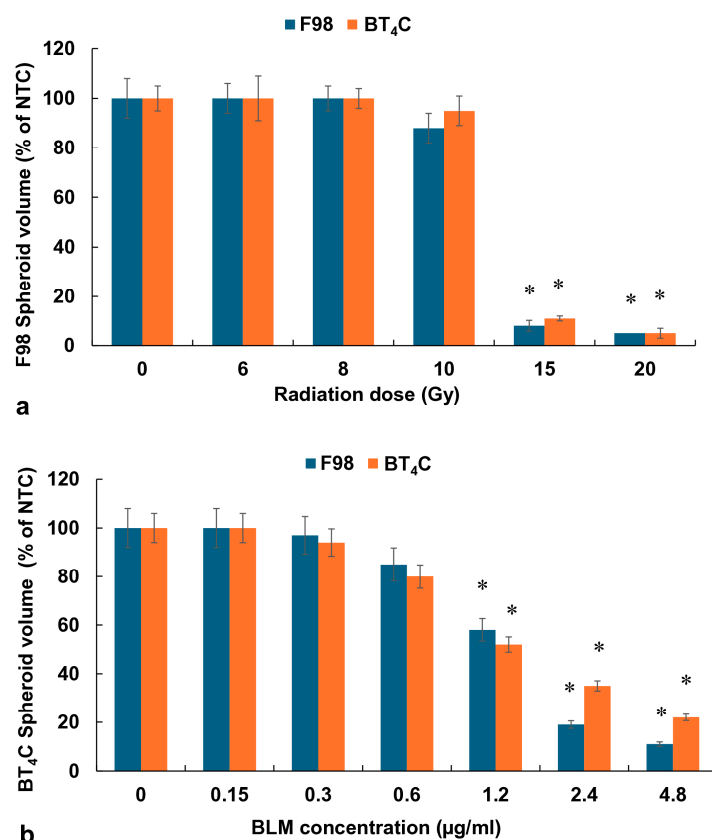 F98 BT₄C
F98 Spheroid volume (% of NTC)
120
100
80
60
40
20
0
* * * *
0 6 8 10 15 20
Radiation dose (Gy)
a
F98 BT₄C
BT₄C Spheroid volume (% of NTC)
120
100
80
60
40
20
0
* * * * * *
0 0.15 0.3 0.6 1.2 2.4 4.8
BLM concentration (µg/ml)
b